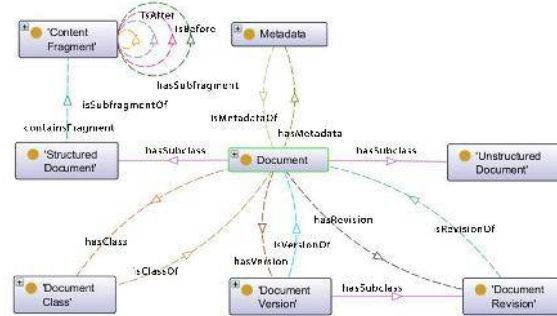 isAfter
'Content
Fragment'
isBefore
Metadata
hasSubfragment
isSubfragmentOf
isMetadataOf
containsFragment
hasMetadata
'Structured
Document'
hasSubclass
Document
hasSubclass
'Unstructured
Document'
hasRevision
isRevisionOf
hasClass
isVersionOf
hasVersion
isClassOf
'Document
Class'
'Document
Version'
hasSubclass
'Document
Revision'